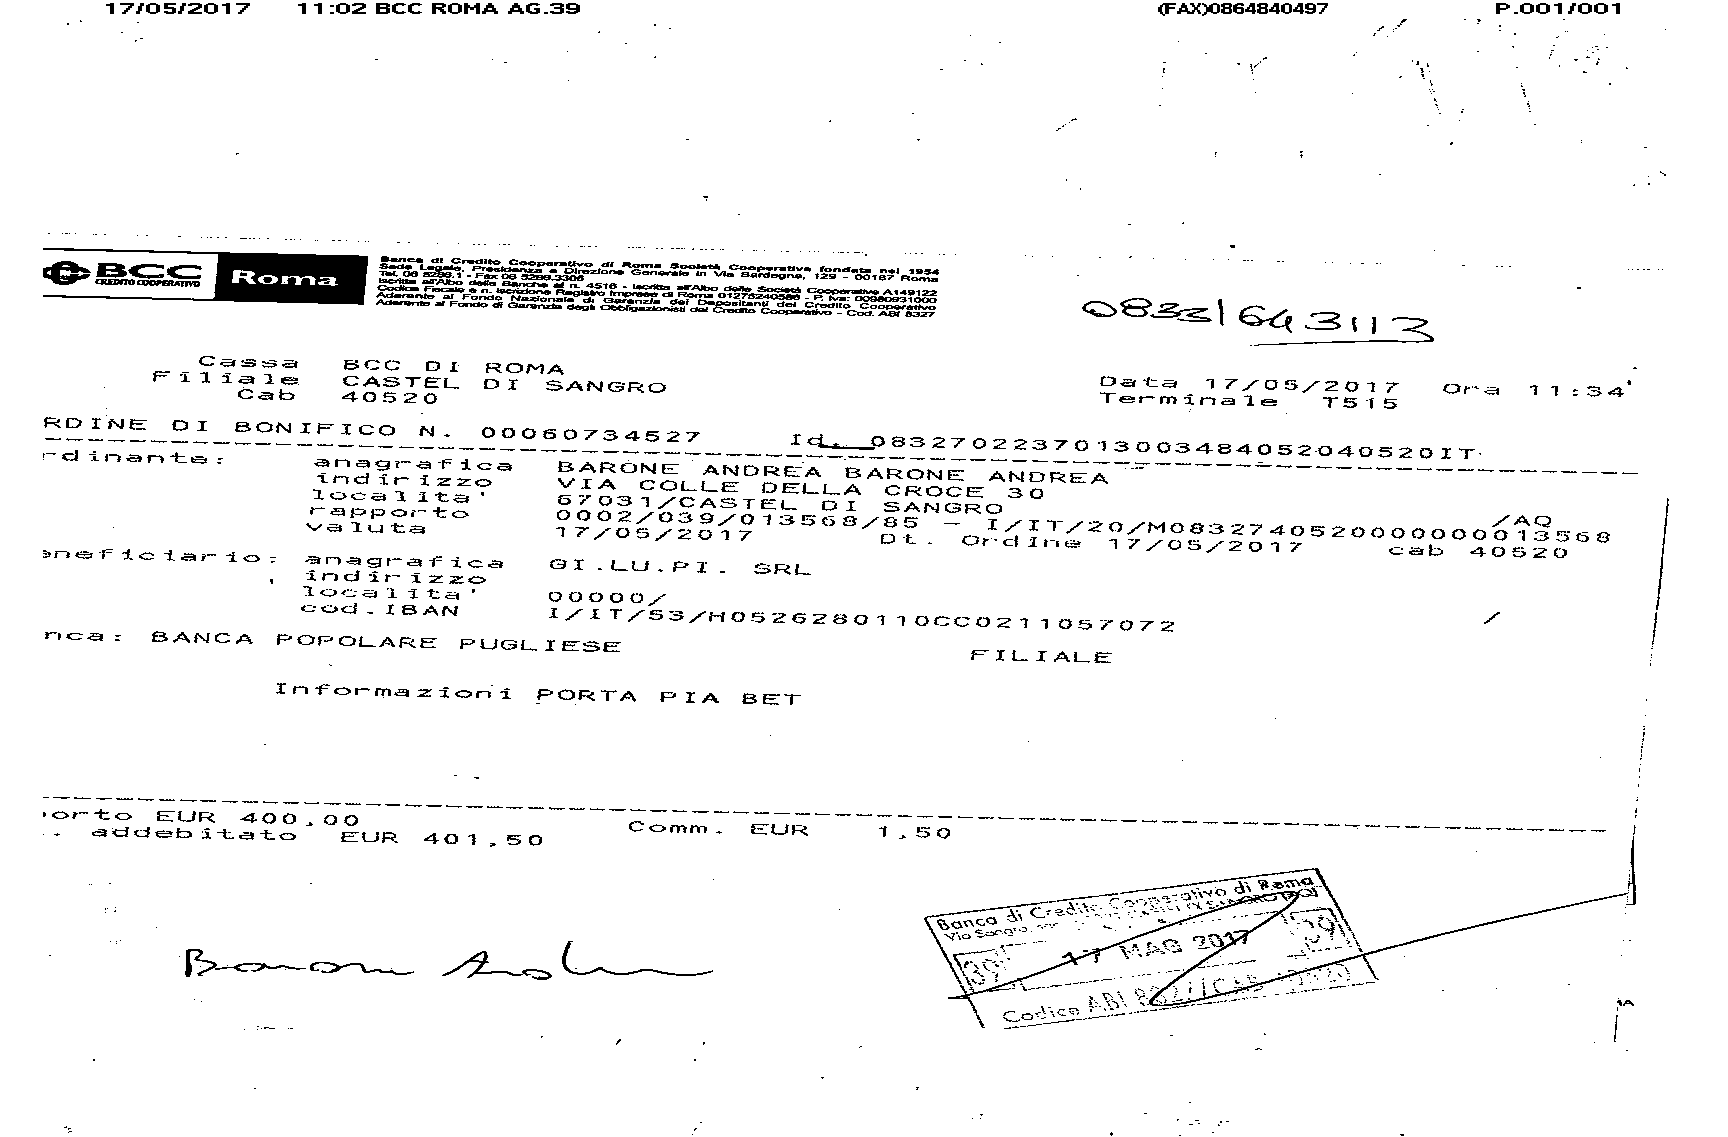 17/05/2017 11:02 BCC ROMA AG.39 (FAX)0864840497 P.001/001
BCC Roma
CREDITO COOPERATIVO
Banca di Credito Cooperativo di Roma Società Cooperativa fondata nel 1954
Sede Legale, Presidenza e Direzione Generale in Via Sardegna, 129 - 00187 Roma
Tel. 06 5286.1 - Fax 06 5286.3305
Iscritta all'Albo delle Banche al n. 4516 - Iscritta all'Albo delle Società Cooperative A149122
Codice Fiscale e n. Iscrizione Registro Imprese di Roma 01275240586 - P. Iva: 00980931000
Aderente al Fondo Nazionale di Garanzia dei Depositanti del Credito Cooperativo
Aderente al Fondo di Garanzia degli Obbligazionisti del Credito Cooperativo - Cod. ABI 8327
0833/643113
Cassa BCC DI ROMA
Filiale CASTEL DI SANGRO
Cab 40520
Data 17/05/2017 Ora 11:34
Terminale T515
RDINE DI BONIFICO N. 00060734527 Id. 0832702237013003484052040520IT
rdinante: anagrafica BARONE ANDREA BARONE ANDREA
indirizzo VIA COLLE DELLA CROCE 30
localita' 67031/CASTEL DI SANGRO /AQ
rapporto 0002/039/013568/85 - I/IT/20/M0832740520000000013568
valuta 17/05/2017 Dt. Ordine 17/05/2017 cab 40520
eneficiario: anagrafica GI.LU.PI. SRL
indirizzo
localita' 00000/ /
cod.IBAN I/IT/53/H0526280110CC0211057072
nca: BANCA POPOLARE PUGLIESE FILIALE
Informazioni PORTA PIA BET
orto EUR 400,00 Comm. EUR 1,50
. addebitato EUR 401,50
Barone Andrea
Banca di Credito Cooperativo di Roma
39 17 MAG 2017 39
Codice ABI